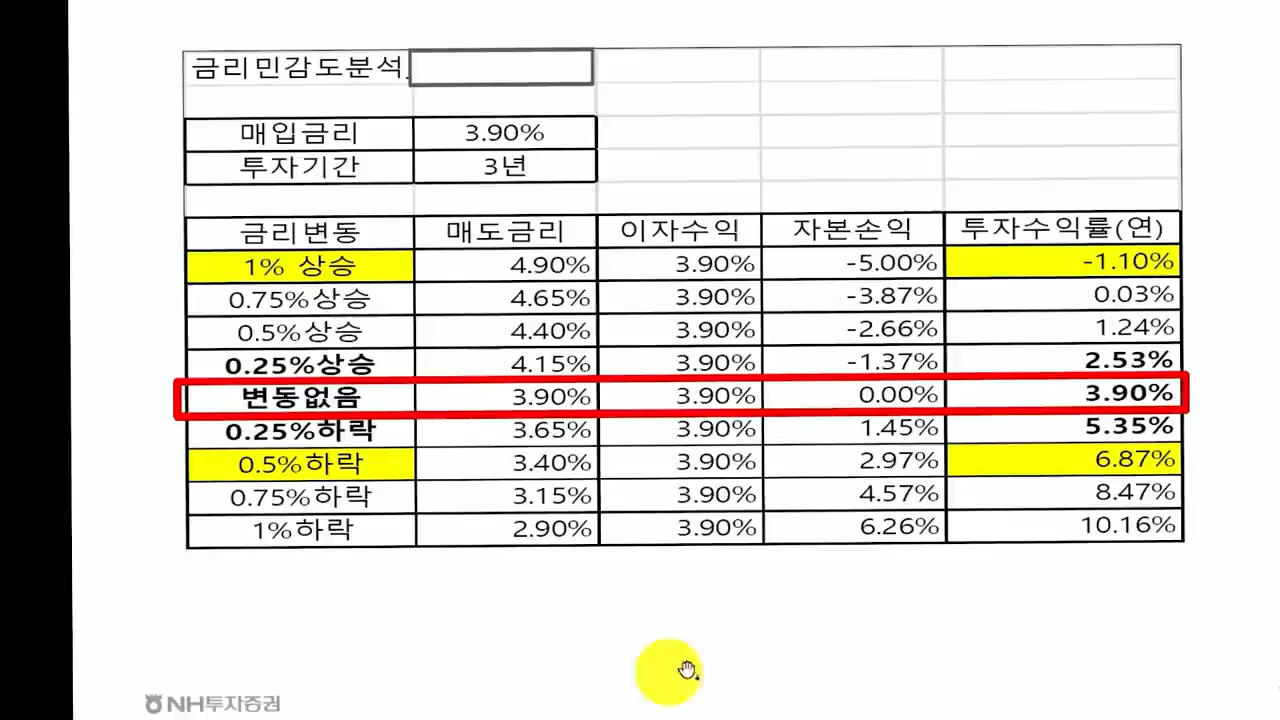 금리민감도분석
매입금리 3.90%
투자기간 3년
금리변동 매도금리 이자수익 자본손익 투자수익률(연)
1% 상승 4.90% 3.90% -5.00% -1.10%
0.75%상승 4.65% 3.90% -3.87% 0.03%
0.5%상승 4.40% 3.90% -2.66% 1.24%
0.25%상승 4.15% 3.90% -1.37% 2.53%
변동없음 3.90% 3.90% 0.00% 3.90%
0.25%하락 3.65% 3.90% 1.45% 5.35%
0.5%하락 3.40% 3.90% 2.97% 6.87%
0.75%하락 3.15% 3.90% 4.57% 8.47%
1%하락 2.90% 3.90% 6.26% 10.16%
NH투자증권